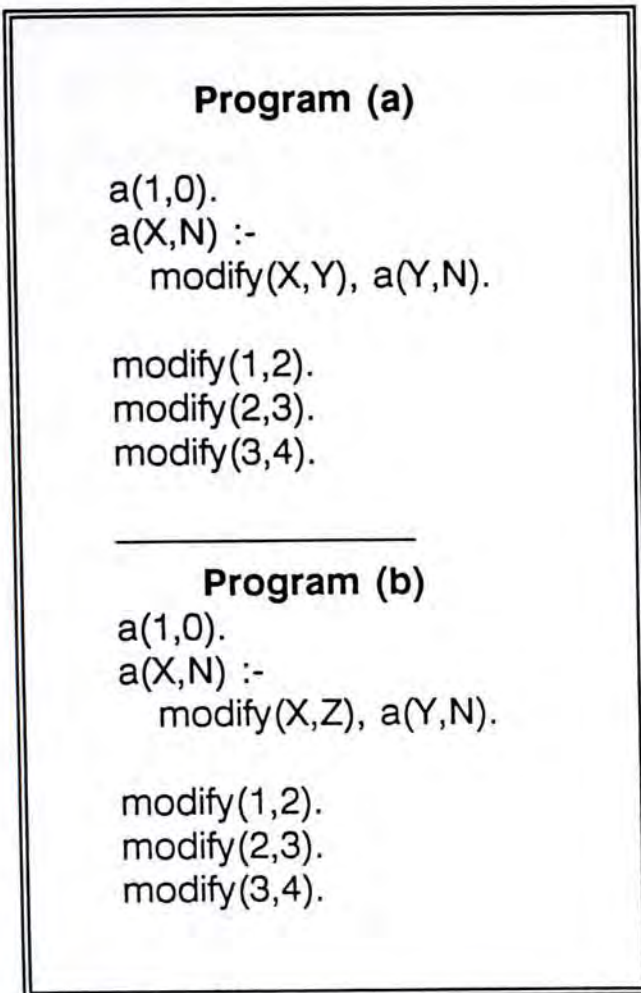 Program (a)
a(1,0).
a(X,N) :-
modify(X,Y), a(Y,N).
modify(1,2).
modify(2,3).
modify(3,4).
Program (b)
a(1,0).
a(X,N) :-
modify(X,Z), a(Y,N).
modify(1,2).
modify(2,3).
modify(3,4).